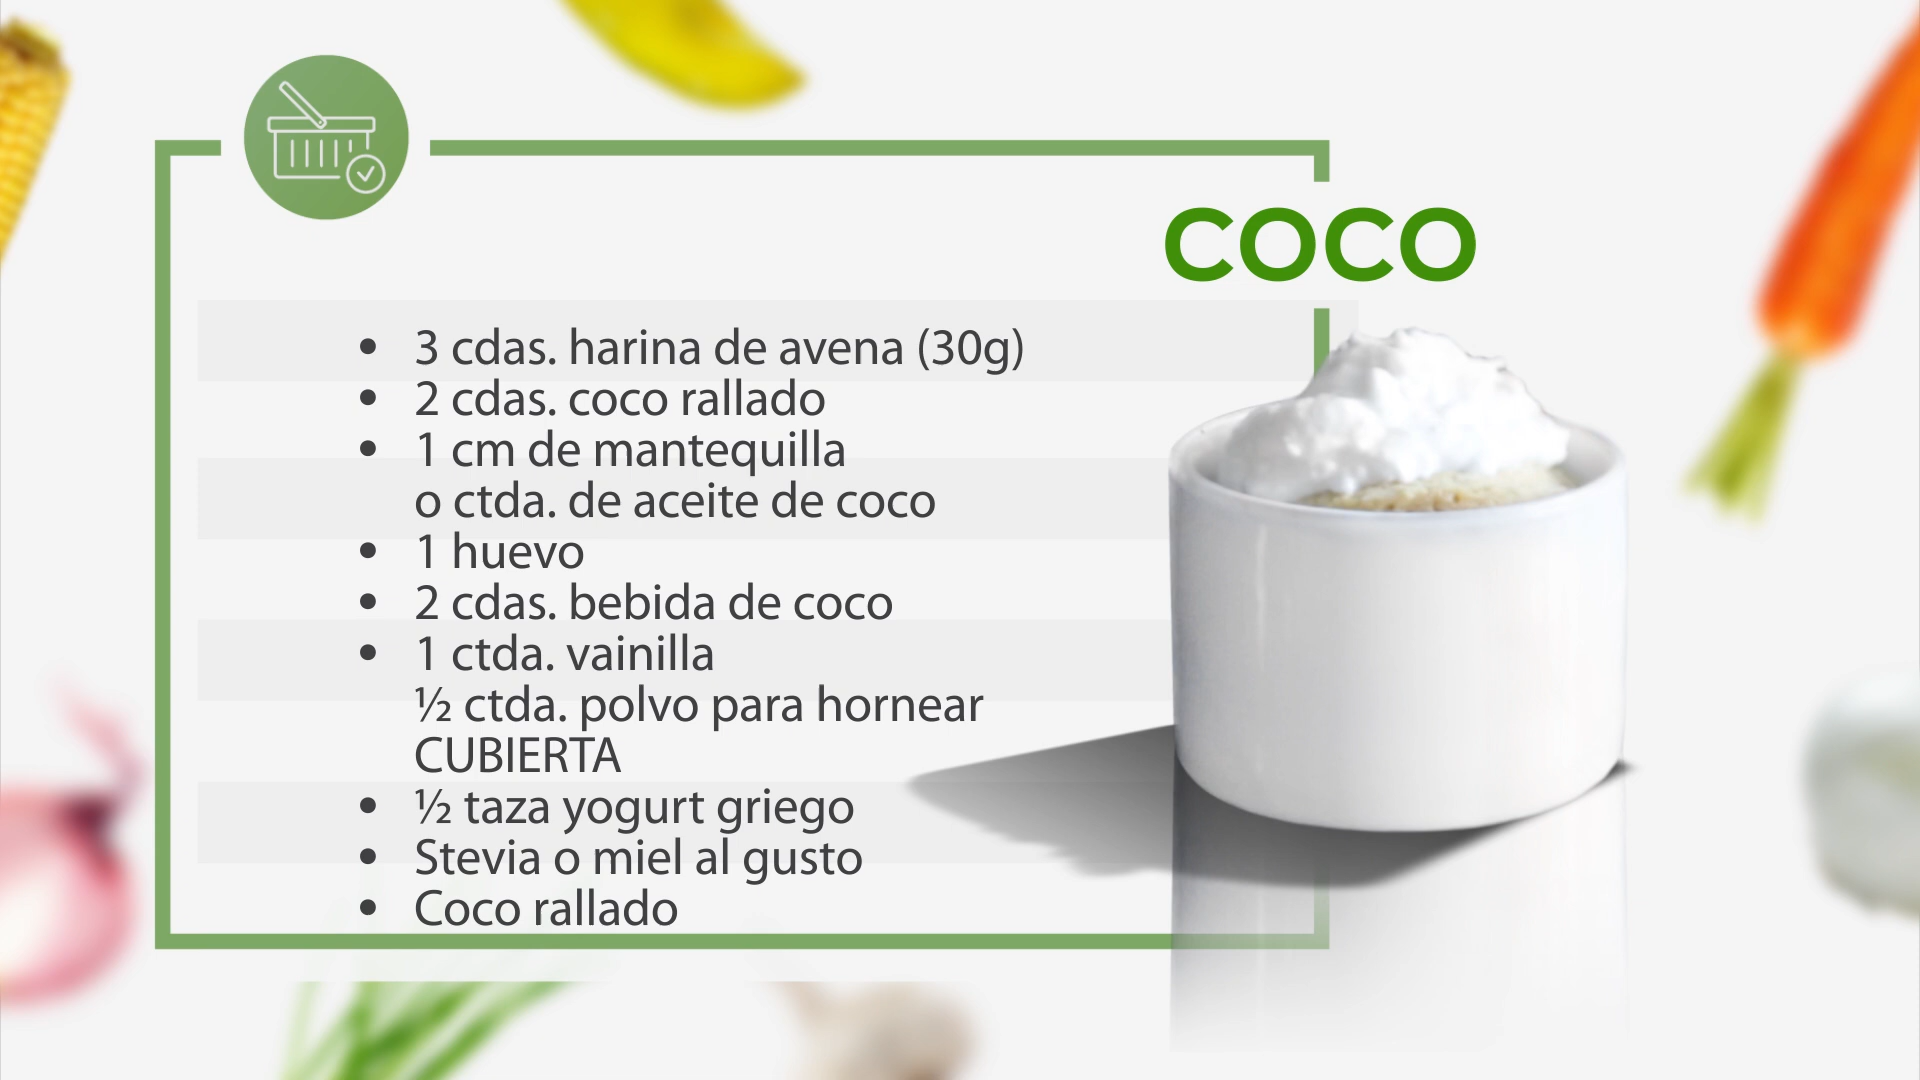 COCO
• 3 cdas. harina de avena (30g)
• 2 cdas. coco rallado
• 1 cm de mantequilla
o ctda. de aceite de coco
• 1 huevo
• 2 cdas. bebida de coco
• 1 ctda. vainilla
½ ctda. polvo para hornear
CUBIERTA
• ½ taza yogurt griego
• Stevia o miel al gusto
• Coco rallado